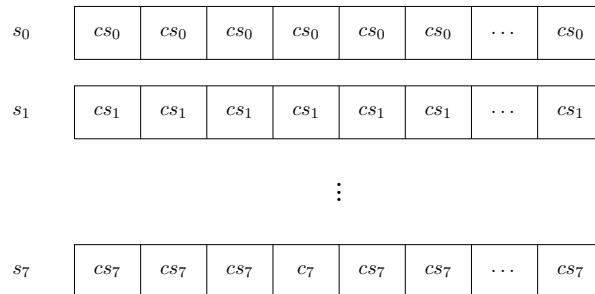 s₀ cs₀ cs₀ cs₀ cs₀ cs₀ cs₀ ⋯ cs₀
s₁ cs₁ cs₁ cs₁ cs₁ cs₁ cs₁ ⋯ cs₁
⋮
s₇ cs₇ cs₇ cs₇ c₇ cs₇ cs₇ ⋯ cs₇